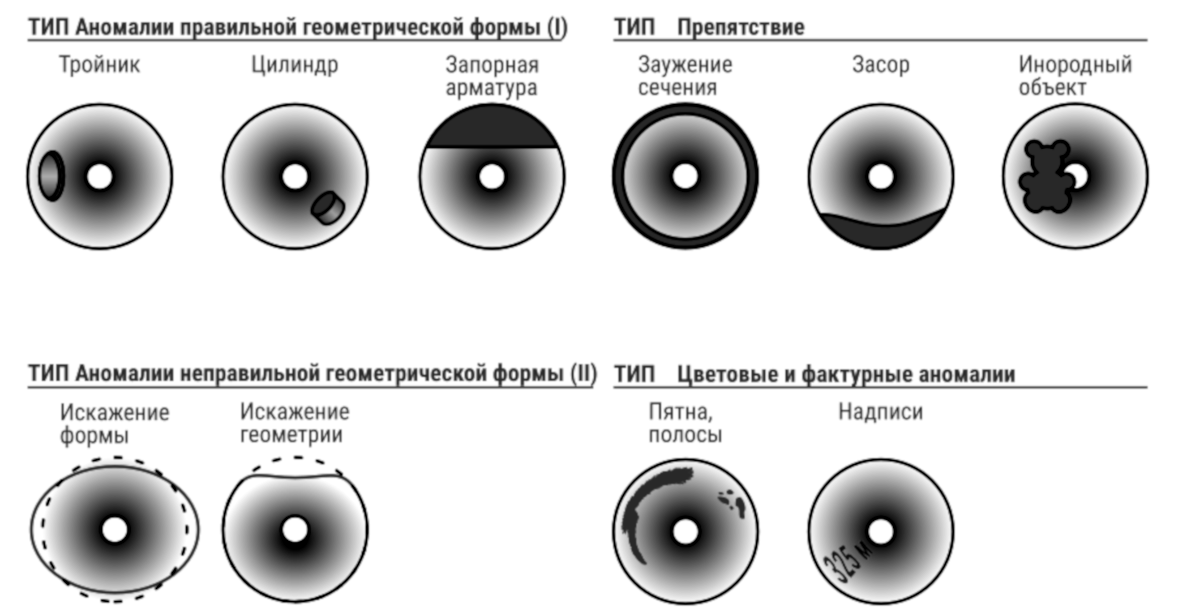 ТИП Аномалии правильной геометрической формы (I)
Тройник
Цилиндр
Запорная
арматура
ТИП Препятствие
Заужение
сечения
Засор
Инородный
объект
ТИП Аномалии неправильной геометрической формы (II)
Искажение
формы
Искажение
геометрии
ТИП Цветовые и фактурные аномалии
Пятна,
полосы
Надписи
325 м